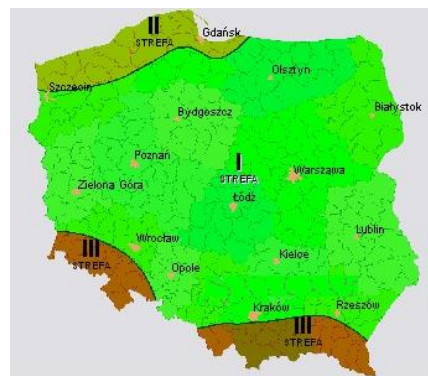 II
STREFA
Gdańsk
Olsztyn
Szczecin
Białystok
Bydgoszcz
Poznań
I
STREFA
Warszawa
Zielona Góra
Łódź
Lublin
III
STREFA
Wrocław
Kielce
Opole
Kraków
Rzeszów
III
STREFA